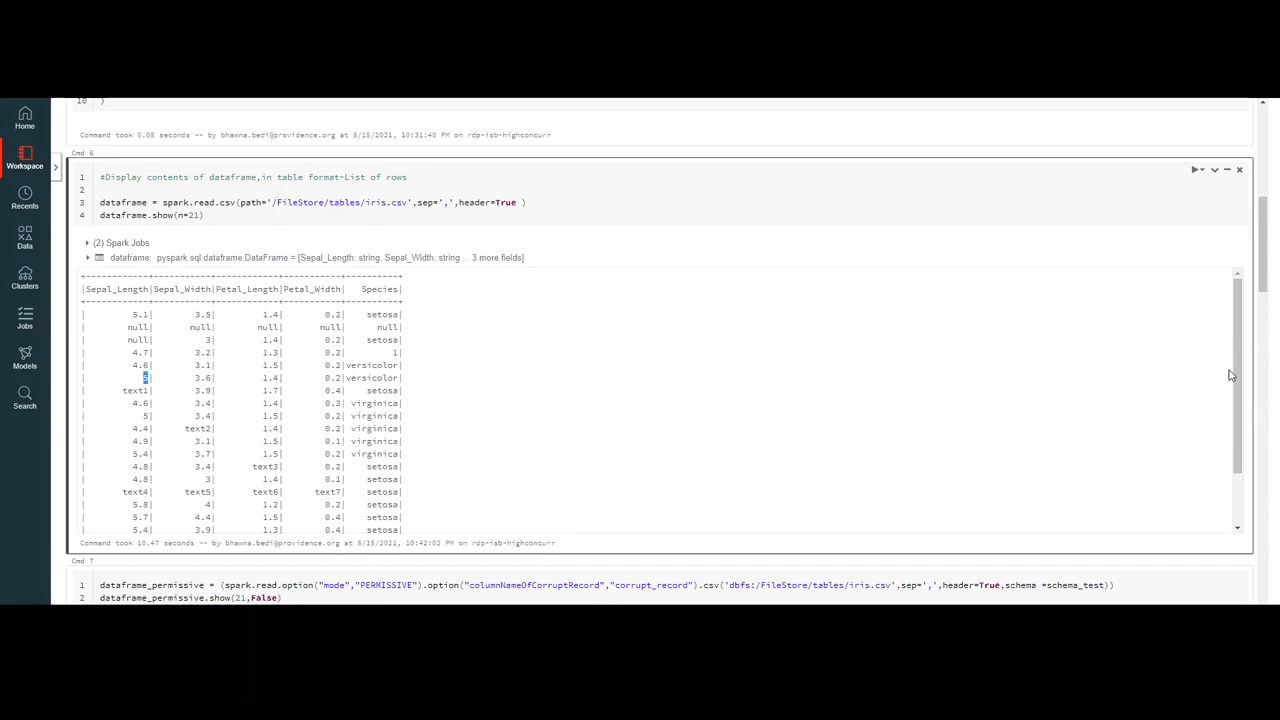 10 )
Command took 0.05 seconds -- by bhawna.bedi@providence.org at 5/15/2021, 10:31:40 PM on rdp-isb-highconcurr
Home
Workspace
Recents
Data
Clusters
Jobs
Models
Search
Cmd 6
1 #Display contents of dataframe,in table format-List of rows
2
3 dataframe = spark.read.csv(path='/FileStore/tables/iris.csv',sep=',',header=True )
4 dataframe.show(n=21)
(2) Spark Jobs
dataframe: pyspark.sql.dataframe.DataFrame = [Sepal_Length: string, Sepal_Width: string ... 3 more fields]
+------------+-----------+------------+-----------+----------+
|Sepal_Length|Sepal_Width|Petal_Length|Petal_Width| Species|
+------------+-----------+------------+-----------+----------+
| 5.1| 3.5| 1.4| 0.2| setosa|
| null| null| null| null| null|
| null| 3| 1.4| 0.2| setosa|
| 4.7| 3.2| 1.3| 0.2| 1|
| 4.6| 3.1| 1.5| 0.2|versicolor|
| 5| 3.6| 1.4| 0.2|versicolor|
| text1| 3.9| 1.7| 0.4| setosa|
| 4.6| 3.4| 1.4| 0.3| virginica|
| 5| 3.4| 1.5| 0.2| virginica|
| 4.4| text2| 1.4| 0.2| virginica|
| 4.9| 3.1| 1.5| 0.1| virginica|
| 5.4| 3.7| 1.5| 0.2| virginica|
| 4.8| 3.4| text3| 0.2| setosa|
| 4.8| 3| 1.4| 0.1| setosa|
| text4| text5| text6| text7| setosa|
| 5.8| 4| 1.2| 0.2| setosa|
| 5.7| 4.4| 1.5| 0.4| setosa|
| 5.4| 3.9| 1.3| 0.4| setosa|
Command took 10.47 seconds -- by bhawna.bedi@providence.org at 5/15/2021, 10:42:02 PM on rdp-isb-highconcurr
Cmd 7
1 dataframe_permissive = (spark.read.option("mode","PERMISSIVE").option("columnNameOfCorruptRecord","corrupt_record").csv('dbfs:/FileStore/tables/iris.csv',sep=',',header=True,schema =schema_test))
2 dataframe_permissive.show(21,False)